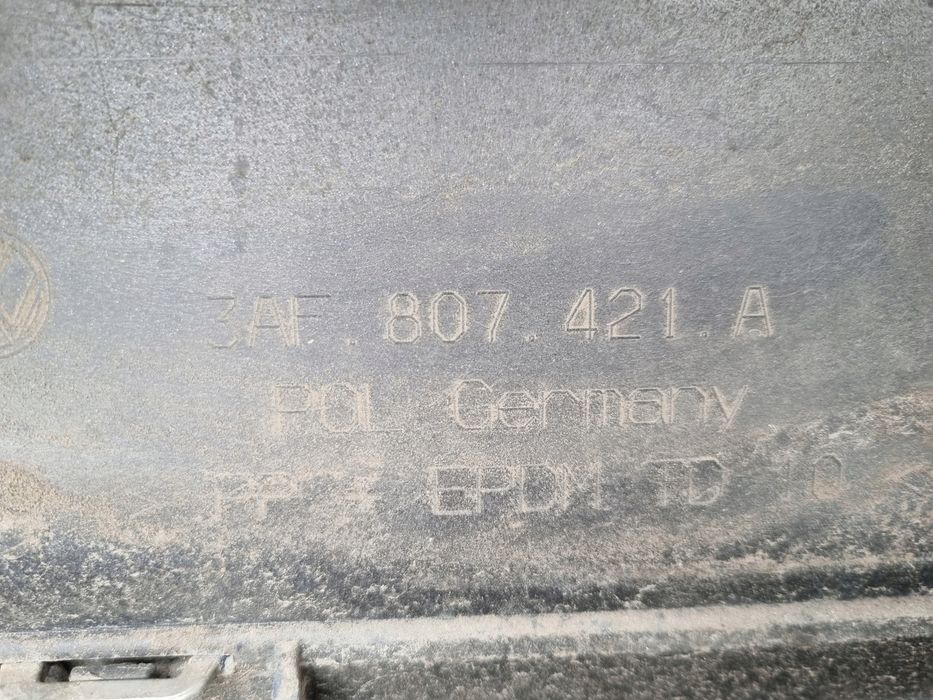 3AF.807.421.A
POL Germany
PP + EPDM TD 10